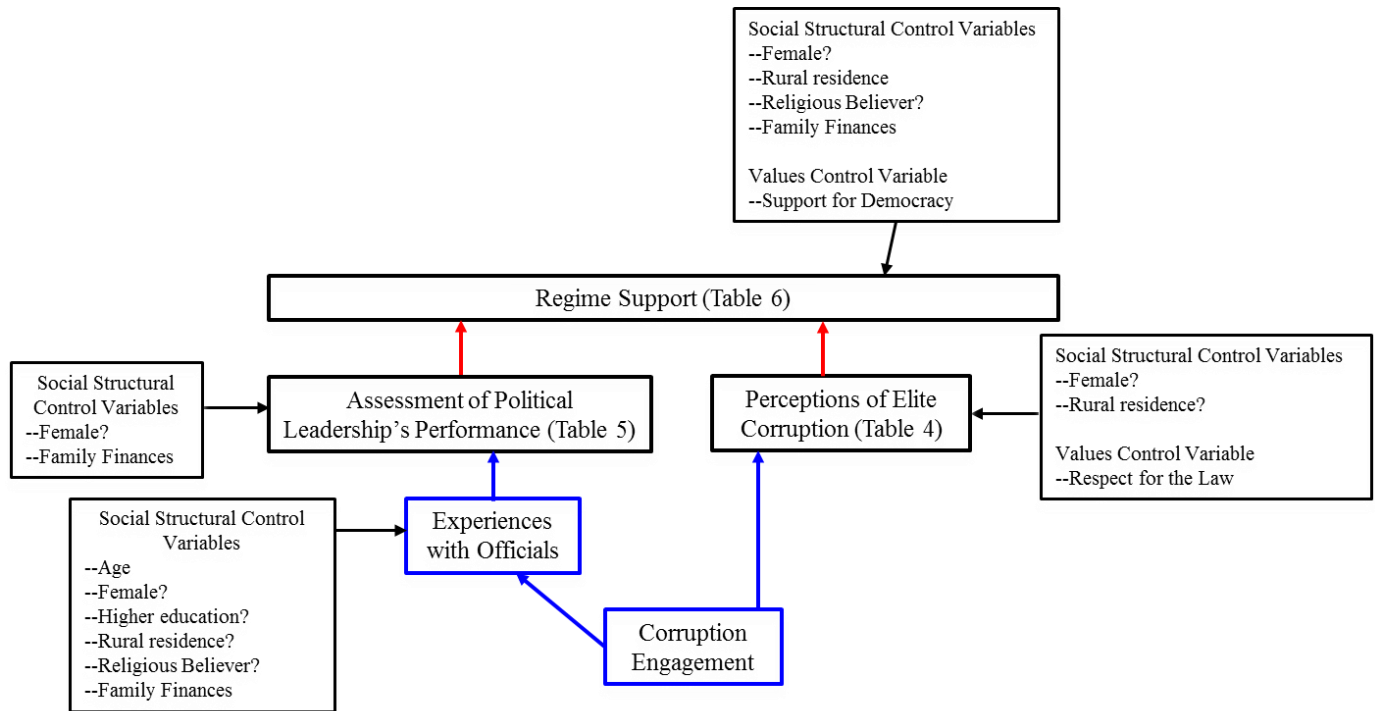 Social Structural Control Variables
--Female?
--Rural residence
--Religious Believer?
--Family Finances
Values Control Variable
--Support for Democracy
Regime Support (Table 6)
Social Structural
Control Variables
--Female?
--Family Finances
Assessment of Political
Leadership's Performance (Table 5)
Perceptions of Elite
Corruption (Table 4)
Social Structural Control Variables
--Female?
--Rural residence?
Values Control Variable
--Respect for the Law
Social Structural Control
Variables
--Age
--Female?
--Higher education?
--Rural residence?
--Religious Believer?
--Family Finances
Experiences
with Officials
Corruption
Engagement